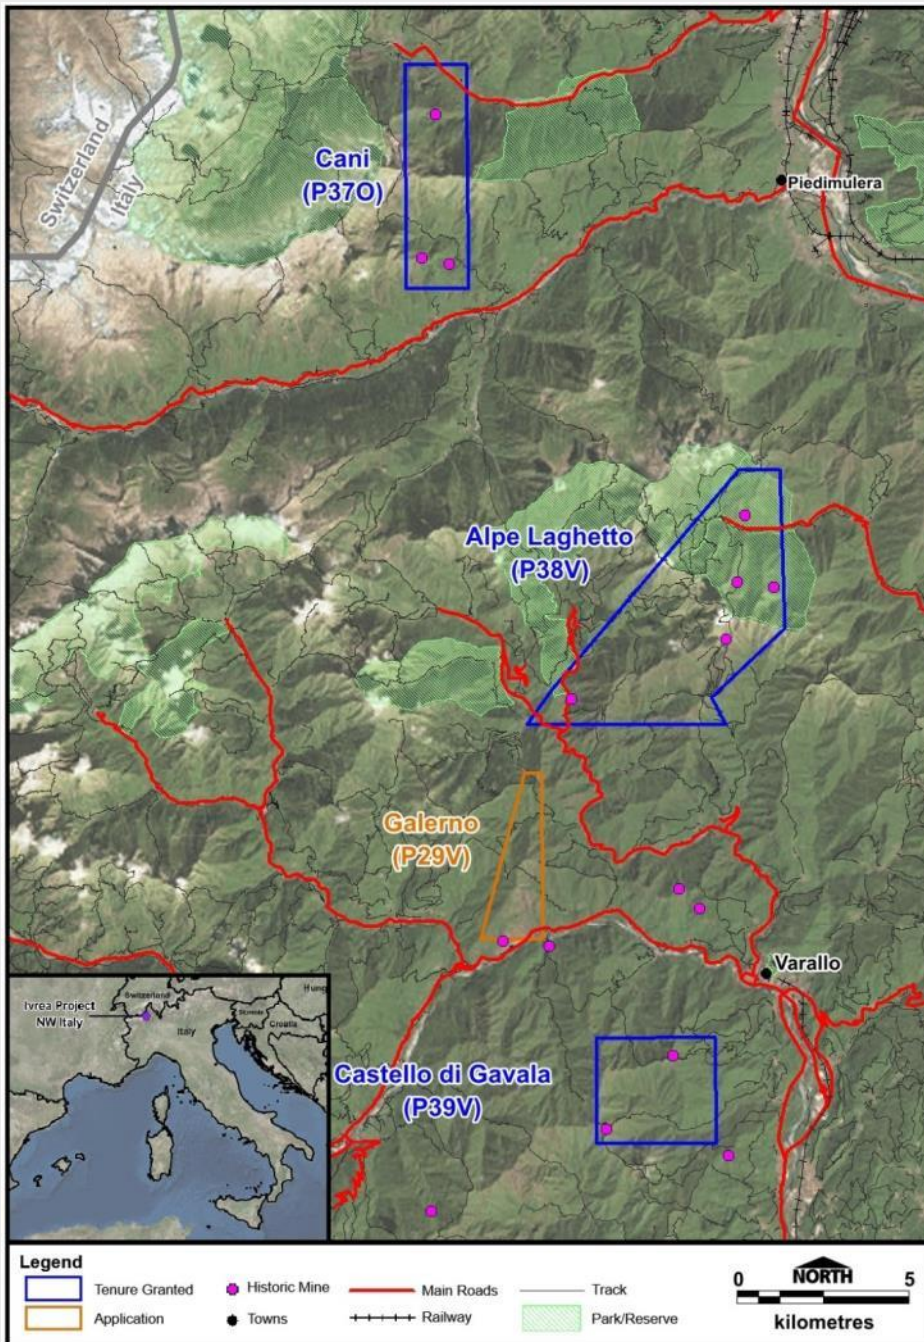 Switzerland
Italy
Cani
(P37O)
Piedimulera
Alpe Laghetto
(P38V)
Galerno
(P29V)
Varallo
Castello di Gavala
(P39V)
Ivrea Project
NW Italy
Switzerland
Italy
Slovenia
Croatia
Hung
Legend
Tenure Granted
Historic Mine
Main Roads
Track
Application
Towns
Railway
Park/Reserve
0 NORTH 5
kilometres